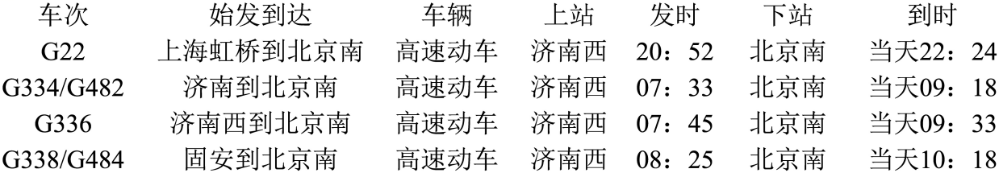 车次 始发到达 车辆 上站 发时 下站 到时
G22 上海虹桥到北京南 高速动车 济南西 20：52 北京南 当天22：24
G334/G482 济南到北京南 高速动车 济南西 07：33 北京南 当天09：18
G336 济南西到北京南 高速动车 济南西 07：45 北京南 当天09：33
G338/G484 固安到北京南 高速动车 济南西 08：25 北京南 当天10：18